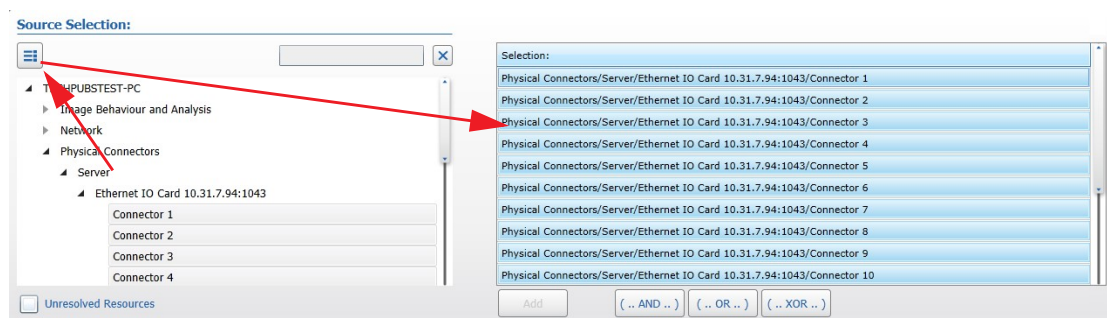 Source Selection:
TECHPUBSTEST-PC
Image Behaviour and Analysis
Network
Physical Connectors
Server
Ethernet IO Card 10.31.7.94:1043
Connector 1
Connector 2
Connector 3
Connector 4
Unresolved Resources
Selection:
Physical Connectors/Server/Ethernet IO Card 10.31.7.94:1043/Connector 1
Physical Connectors/Server/Ethernet IO Card 10.31.7.94:1043/Connector 2
Physical Connectors/Server/Ethernet IO Card 10.31.7.94:1043/Connector 3
Physical Connectors/Server/Ethernet IO Card 10.31.7.94:1043/Connector 4
Physical Connectors/Server/Ethernet IO Card 10.31.7.94:1043/Connector 5
Physical Connectors/Server/Ethernet IO Card 10.31.7.94:1043/Connector 6
Physical Connectors/Server/Ethernet IO Card 10.31.7.94:1043/Connector 7
Physical Connectors/Server/Ethernet IO Card 10.31.7.94:1043/Connector 8
Physical Connectors/Server/Ethernet IO Card 10.31.7.94:1043/Connector 9
Physical Connectors/Server/Ethernet IO Card 10.31.7.94:1043/Connector 10
Add ( .. AND .. ) ( .. OR .. ) ( .. XOR .. )